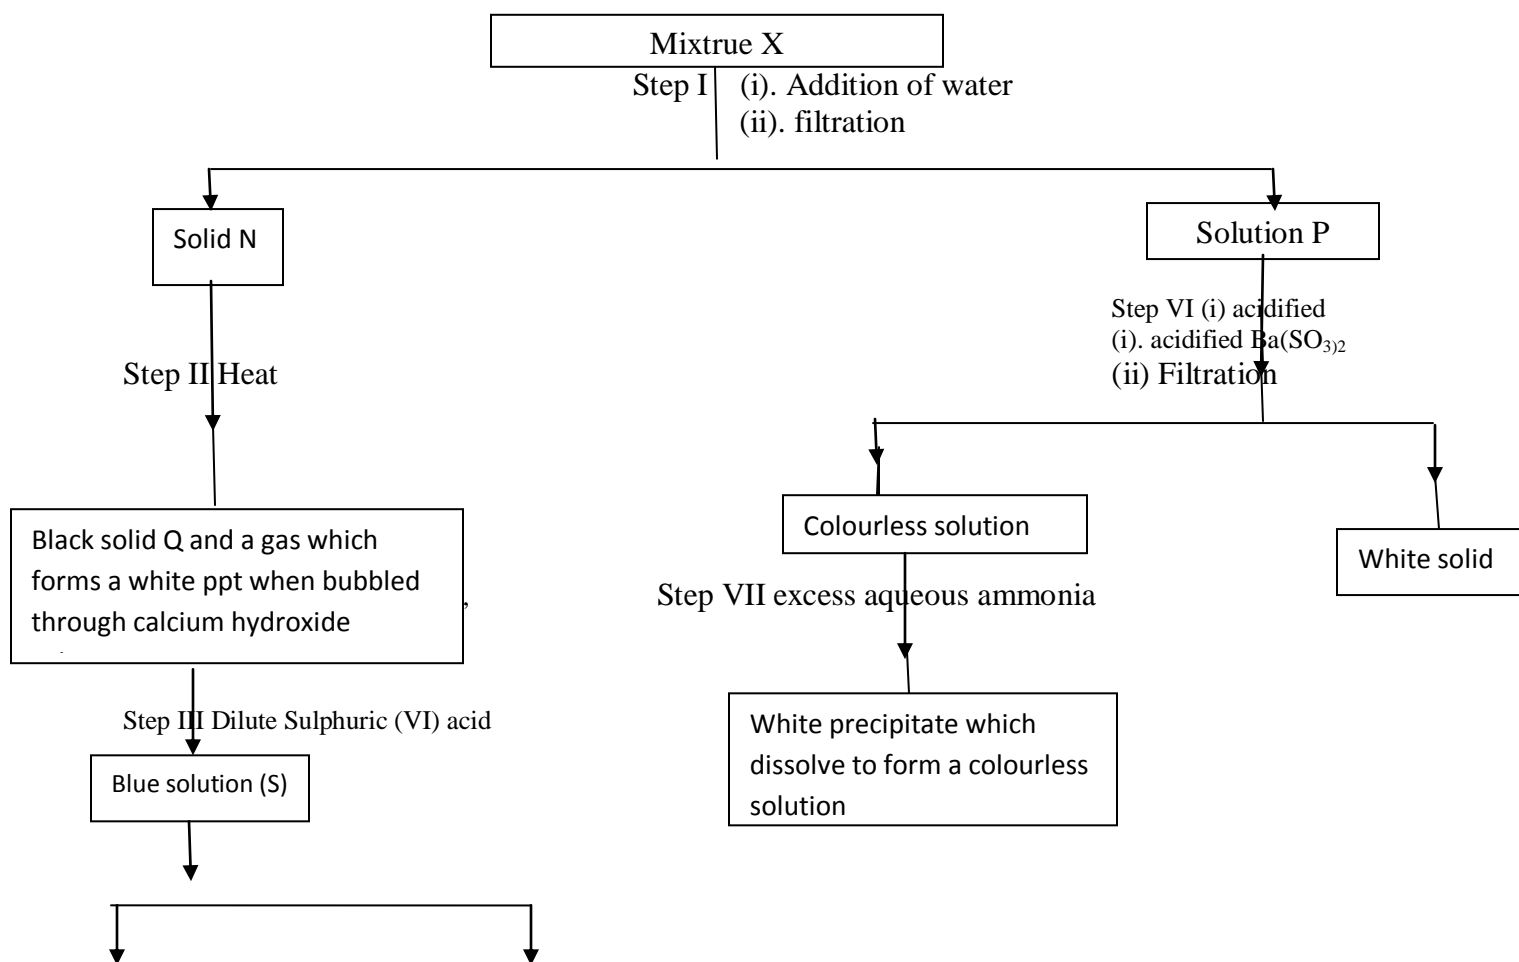 Mixtrue X
Step I (i). Addition of water
(ii). filtration
Solid N
Solution P
Step VI (i) acidified
(i). acidified Ba(SO3)2
(ii) Filtration
Step II Heat
Colourless solution
White solid
Black solid Q and a gas which
forms a white ppt when bubbled
through calcium hydroxide
,
Step VII excess aqueous ammonia
Step III Dilute Sulphuric (VI) acid
White precipitate which
dissolve to form a colourless
solution
Blue solution (S)